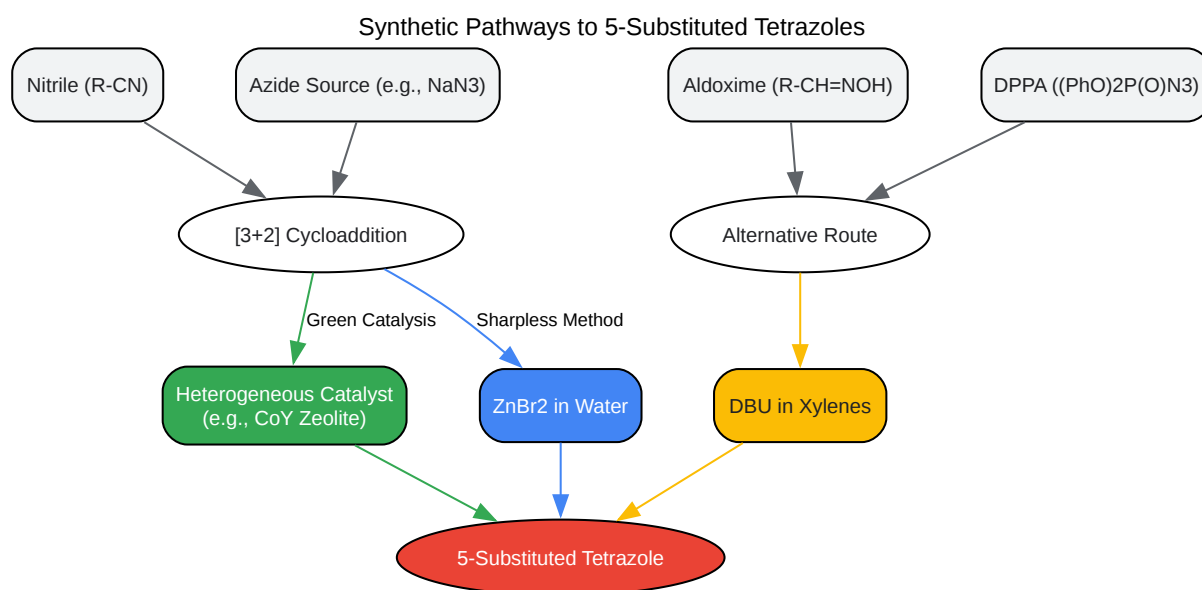 Synthetic Pathways to 5-Substituted Tetrazoles
Nitrile (R-CN)
Azide Source (e.g., NaN3)
Aldoxime (R-CH=NOH)
DPPA ((PhO)2P(O)N3)
[3+2] Cycloaddition
Alternative Route
Green Catalysis
Sharpless Method
Heterogeneous Catalyst
(e.g., CoY Zeolite)
ZnBr2 in Water
DBU in Xylenes
5-Substituted Tetrazole